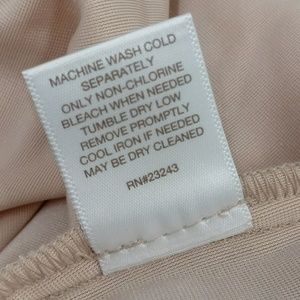 MACHINE WASH COLD
SEPARATELY
ONLY NON-CHLORINE
BLEACH WHEN NEEDED
TUMBLE DRY LOW
REMOVE PROMPTLY
COOL IRON IF NEEDED
MAY BE DRY CLEANED
RN#23243